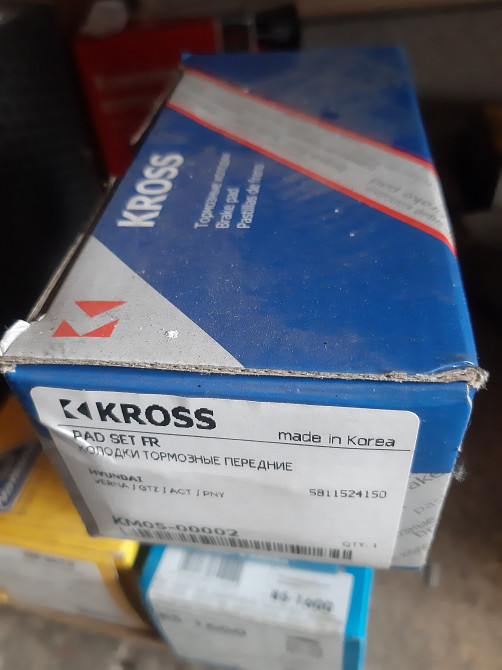 KROSS
Тормозные колодки
Brake pad
Pastillas de freno
KROSS
PAD SET FR
made in Korea
КОЛОДКИ ТОРМОЗНЫЕ ПЕРЕДНИЕ
HYUNDAI
VERNA / GTZ / ACT / PNY
5811524150
KM05-00002
QTY. 1